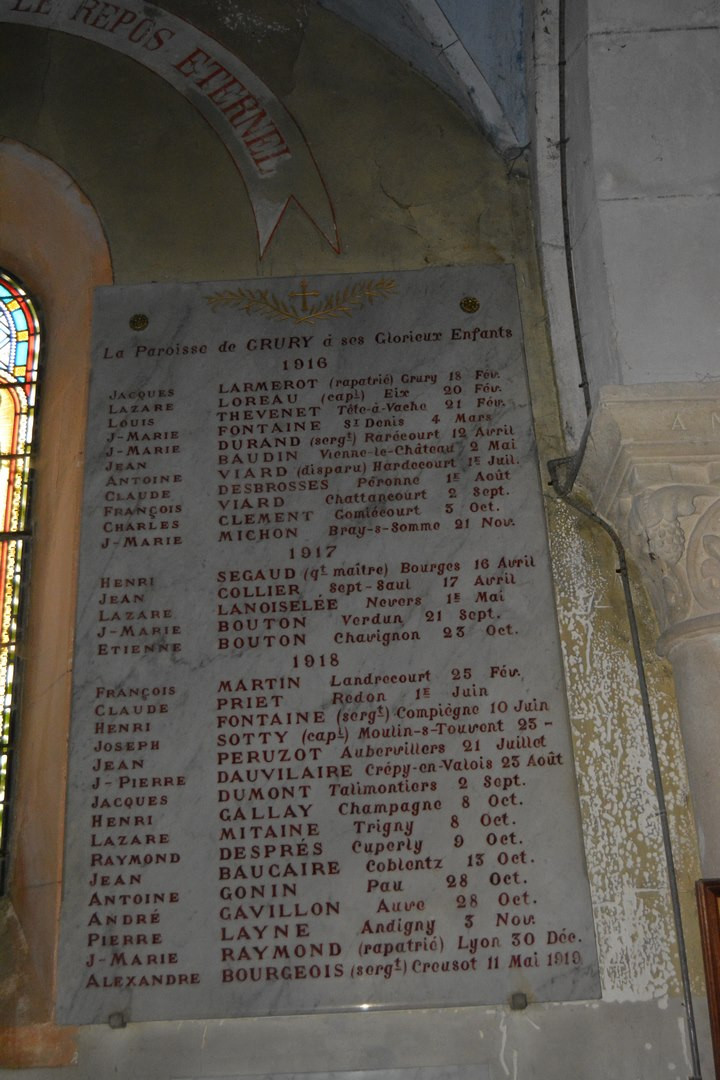 LE REPOS ETERNEL
La Paroisse de GRURY à ses Glorieux Enfants
1916
JACQUES LARMEROT (rapatrié) Grury 18 Fév.
LAZARE LOREAU (capl) Eix 20 Fév.
LOUIS THEVENET Tête-à-Vache 21 Fév.
J-MARIE FONTAINE St Denis 4 Mars
J-MARIE DURAND (sergt) Rarécourt 12 Avril
JEAN BAUDIN Vienne-le-Château 2 Mai
ANTOINE VIARD (disparu) Hardecourt 1E Juil.
CLAUDE DESBROSSES Péronne 1E Août
FRANÇOIS VIARD Chattancourt 2 Sept.
CHARLES CLEMENT Gomiécourt 3 Oct.
J-MARIE MICHON Bray-s-Somme 21 Nov.
1917
HENRI SEGAUD (qt maître) Bourges 16 Avril
JEAN COLLIER Sept-Saul 17 Avril
LAZARE LANOISELÉE Nevers 1E Mai
J-MARIE BOUTON Verdun 21 Sept.
ETIENNE BOUTON Chavignon 23 Oct.
1918
FRANÇOIS MARTIN Landrecourt 25 Fév.
CLAUDE PRIET Redon 1E Juin
HENRI FONTAINE (sergt) Compiégne 10 Juin
JOSEPH SOTTY (capl) Moulin-s-Touvent 23 -
JEAN PERUZOT Aubervillers 21 Juillet
J-PIERRE DAUVILAIRE Crépy-en-Valois 23 Août
JACQUES DUMONT Talimontiers 2 Sept.
HENRI GALLAY Champagne 8 Oct.
LAZARE MITAINE Trigny 8 Oct.
RAYMOND DESPRÉS Cuperly 9 Oct.
JEAN BAUCAIRE Coblentz 13 Oct.
ANTOINE GONIN Pau 28 Oct.
ANDRÉ GAVILLON Auve 28 Oct.
PIERRE LAYNE Andigny 3 Nov.
J-MARIE RAYMOND (rapatrié) Lyon 30 Déc.
ALEXANDRE BOURGEOIS (sergt) Creusot 11 Mai 1919